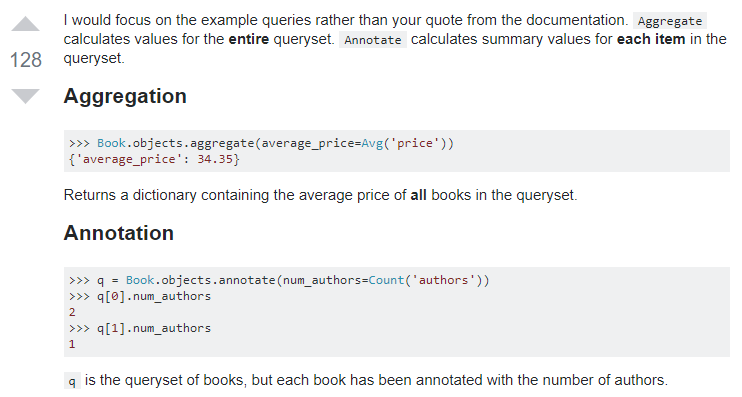 I would focus on the example queries rather than your quote from the documentation. Aggregate
calculates values for the entire queryset. Annotate calculates summary values for each item in the
128
queryset.
Aggregation
>>> Book.objects.aggregate(average_price=Avg('price'))
{'average_price': 34.35}
Returns a dictionary containing the average price of all books in the queryset.
Annotation
>>> q = Book.objects.annotate(num_authors=Count('authors'))
>>> q[0].num_authors
2
>>> q[1].num_authors
1
q is the queryset of books, but each book has been annotated with the number of authors.